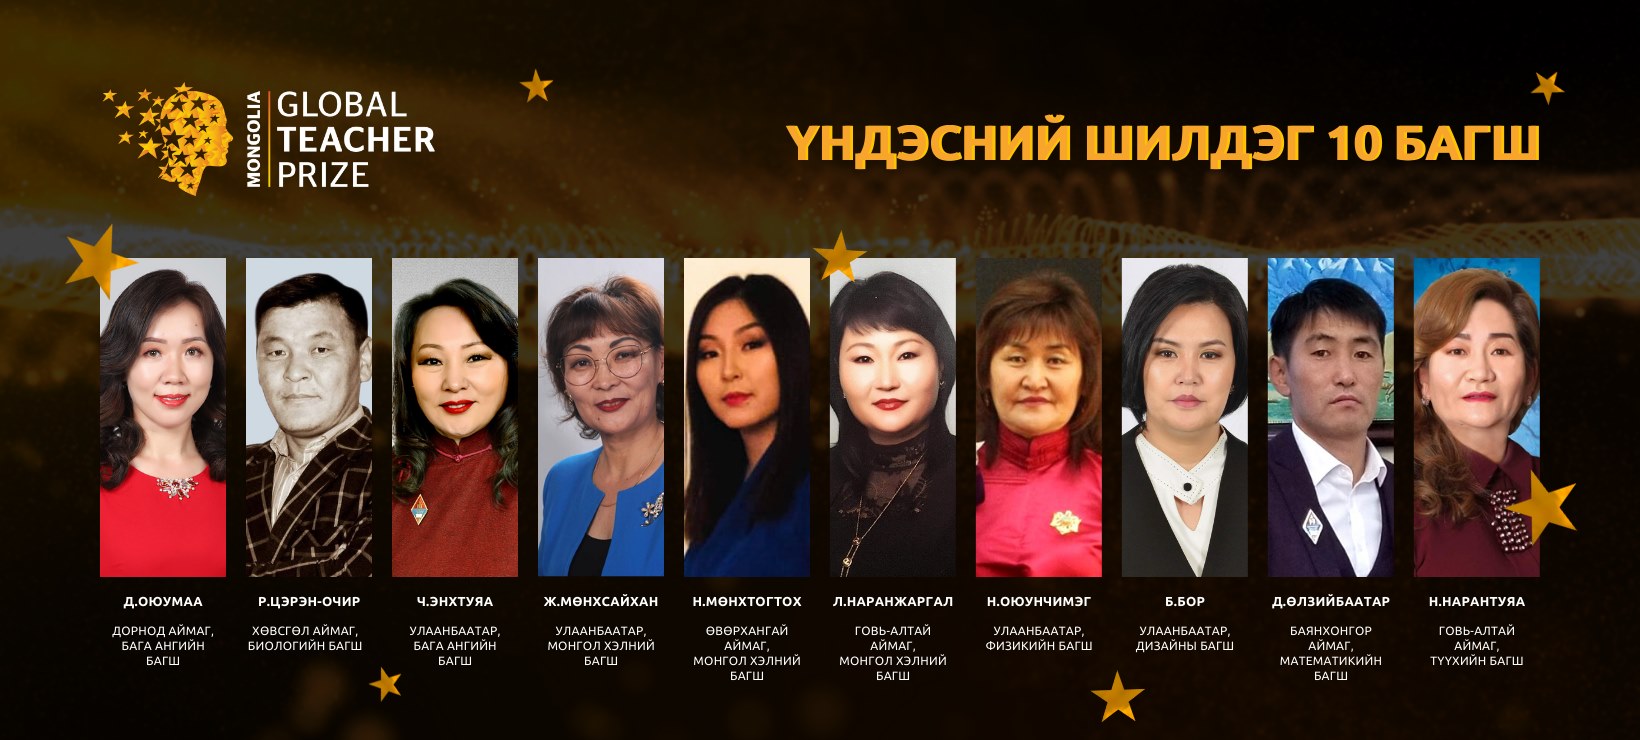 MONGOLIA
GLOBAL
TEACHER
PRIZE
ҮНДЭСНИЙ ШИЛДЭГ 10 БАГШ
Д.ОЮУМАА
ДОРНОД АЙМАГ,
БАГА АНГИЙН
БАГШ
Р.ЦЭРЭН-ОЧИР
ХӨВСГӨЛ АЙМАГ,
БИОЛОГИЙН БАГШ
Ч.ЭНХТУЯА
УЛААНБААТАР,
БАГА АНГИЙН
БАГШ
Ж.МӨНХСАЙХАН
УЛААНБААТАР,
МОНГОЛ ХЭЛНИЙ
БАГШ
Н.МӨНХТОГТОХ
ӨВӨРХАНГАЙ
АЙМАГ,
МОНГОЛ ХЭЛНИЙ
БАГШ
Л.НАРАНЖАРГАЛ
ГОВЬ-АЛТАЙ
АЙМАГ,
МОНГОЛ ХЭЛНИЙ
БАГШ
Н.ОЮУНЧИМЭГ
УЛААНБААТАР,
ФИЗИКИЙН БАГШ
Б.БОР
УЛААНБААТАР,
ДИЗАЙНЫ БАГШ
Д.ӨЛЗИЙБААТАР
БАЯНХОНГОР
АЙМАГ,
МАТЕМАТИКИЙН
БАГШ
Н.НАРАНТУЯА
ГОВЬ-АЛТАЙ
АЙМАГ,
ТҮҮХИЙН БАГШ